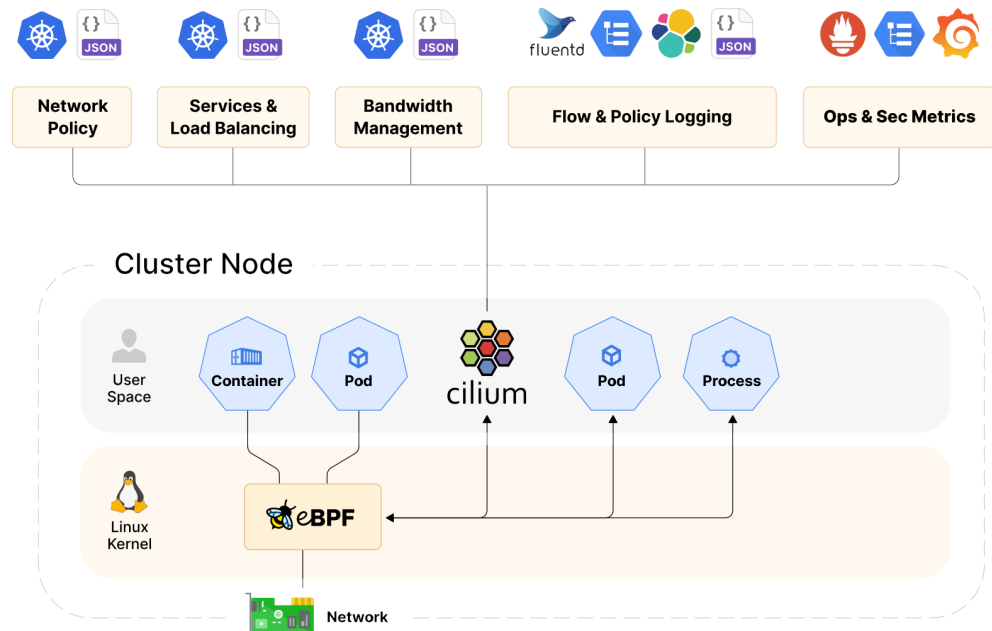 {} JSON
{} JSON
{} JSON
fluentd
{} JSON
Network
Policy
Services &
Load Balancing
Bandwidth
Management
Flow & Policy Logging
Ops & Sec Metrics
Cluster Node
User
Space
Container
Pod
cilium
Pod
Process
Linux
Kernel
eBPF
Network